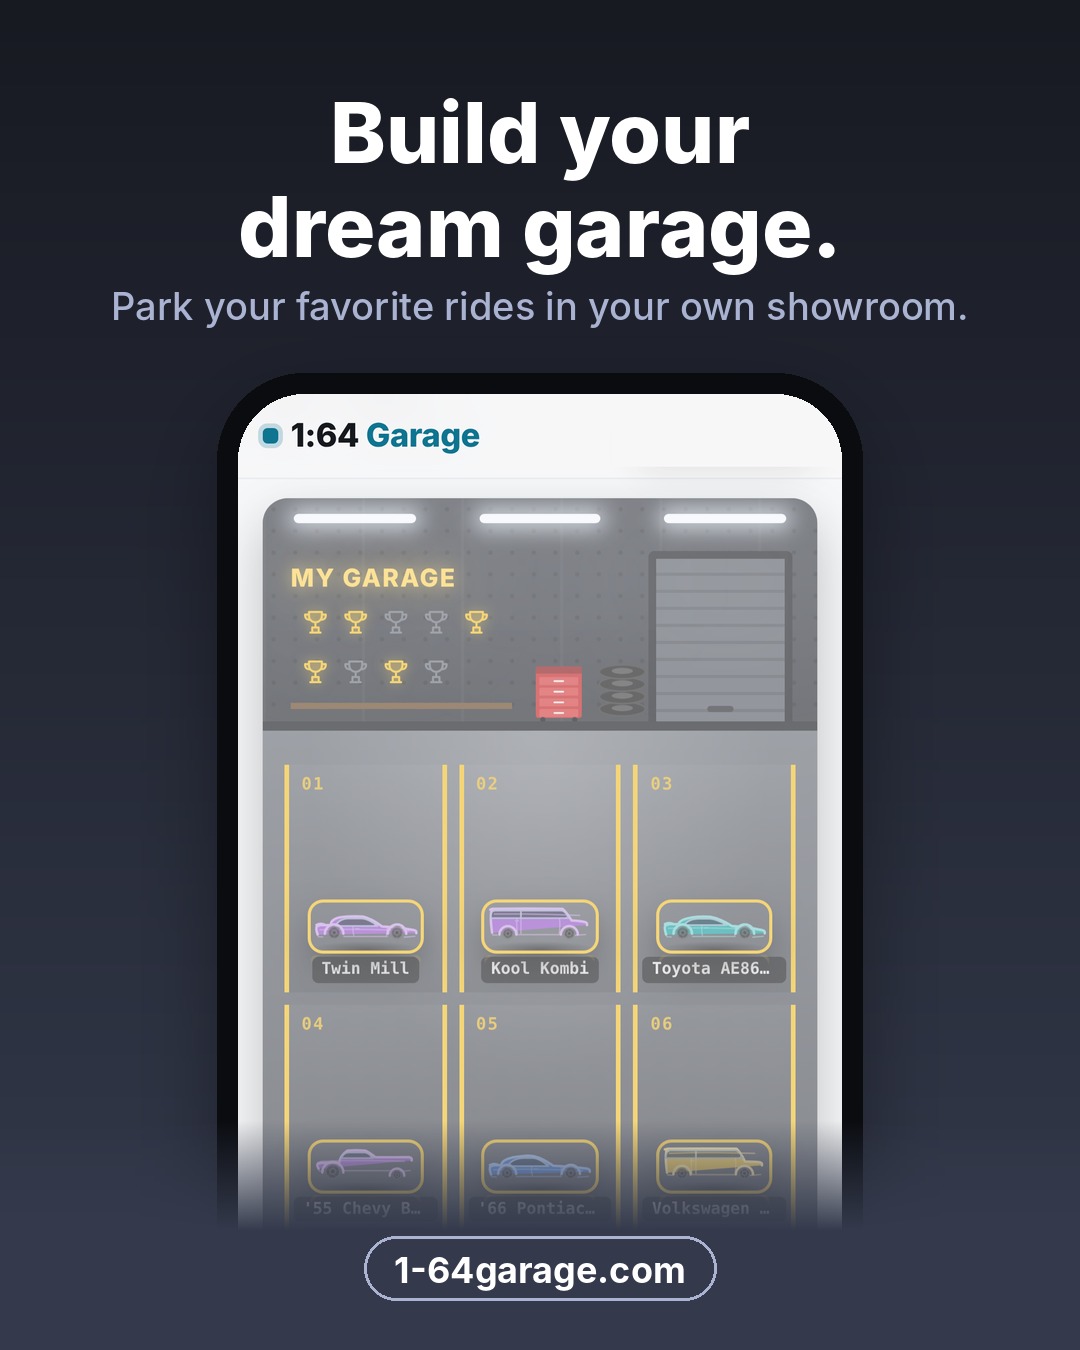 Build your
dream garage.
Park your favorite rides in your own showroom.
1:64 Garage
MY GARAGE
01 02 03
Twin Mill Kool Kombi Toyota AE86…
04 05 06
'55 Chevy B… '66 Pontiac… Volkswagen …
1-64garage.com